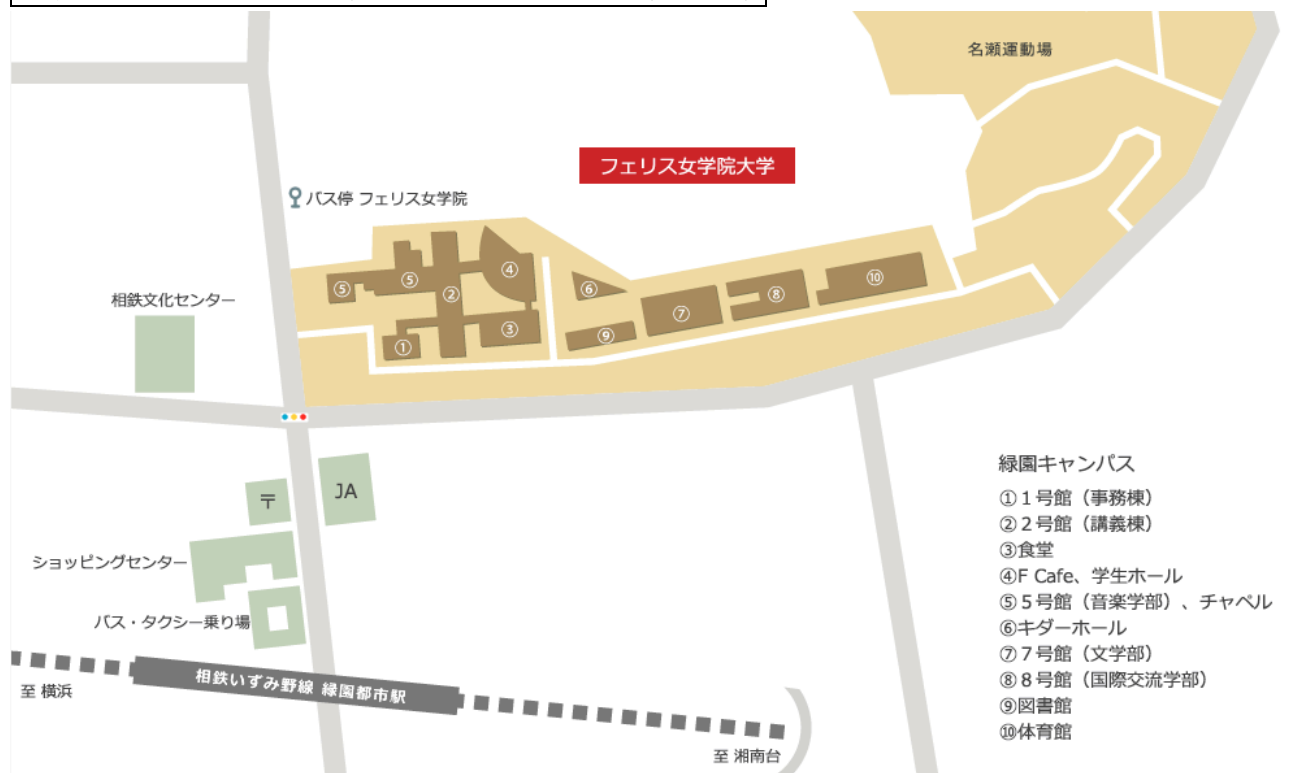 名瀬運動場
フェリス女学院大学
バス停 フェリス女学院
⑤
⑤
②
④
⑥
⑩
⑧
⑦
③
⑨
①
相鉄文化センター
〒
JA
ショッピングセンター
バス・タクシー乗り場
相鉄いずみ野線 緑園都市駅
至 横浜
至 湘南台
緑園キャンパス
①１号館（事務棟）
②２号館（講義棟）
③食堂
④F Cafe、学生ホール
⑤５号館（音楽学部）、チャペル
⑥キダーホール
⑦７号館（文学部）
⑧８号館（国際交流学部）
⑨図書館
⑩体育館